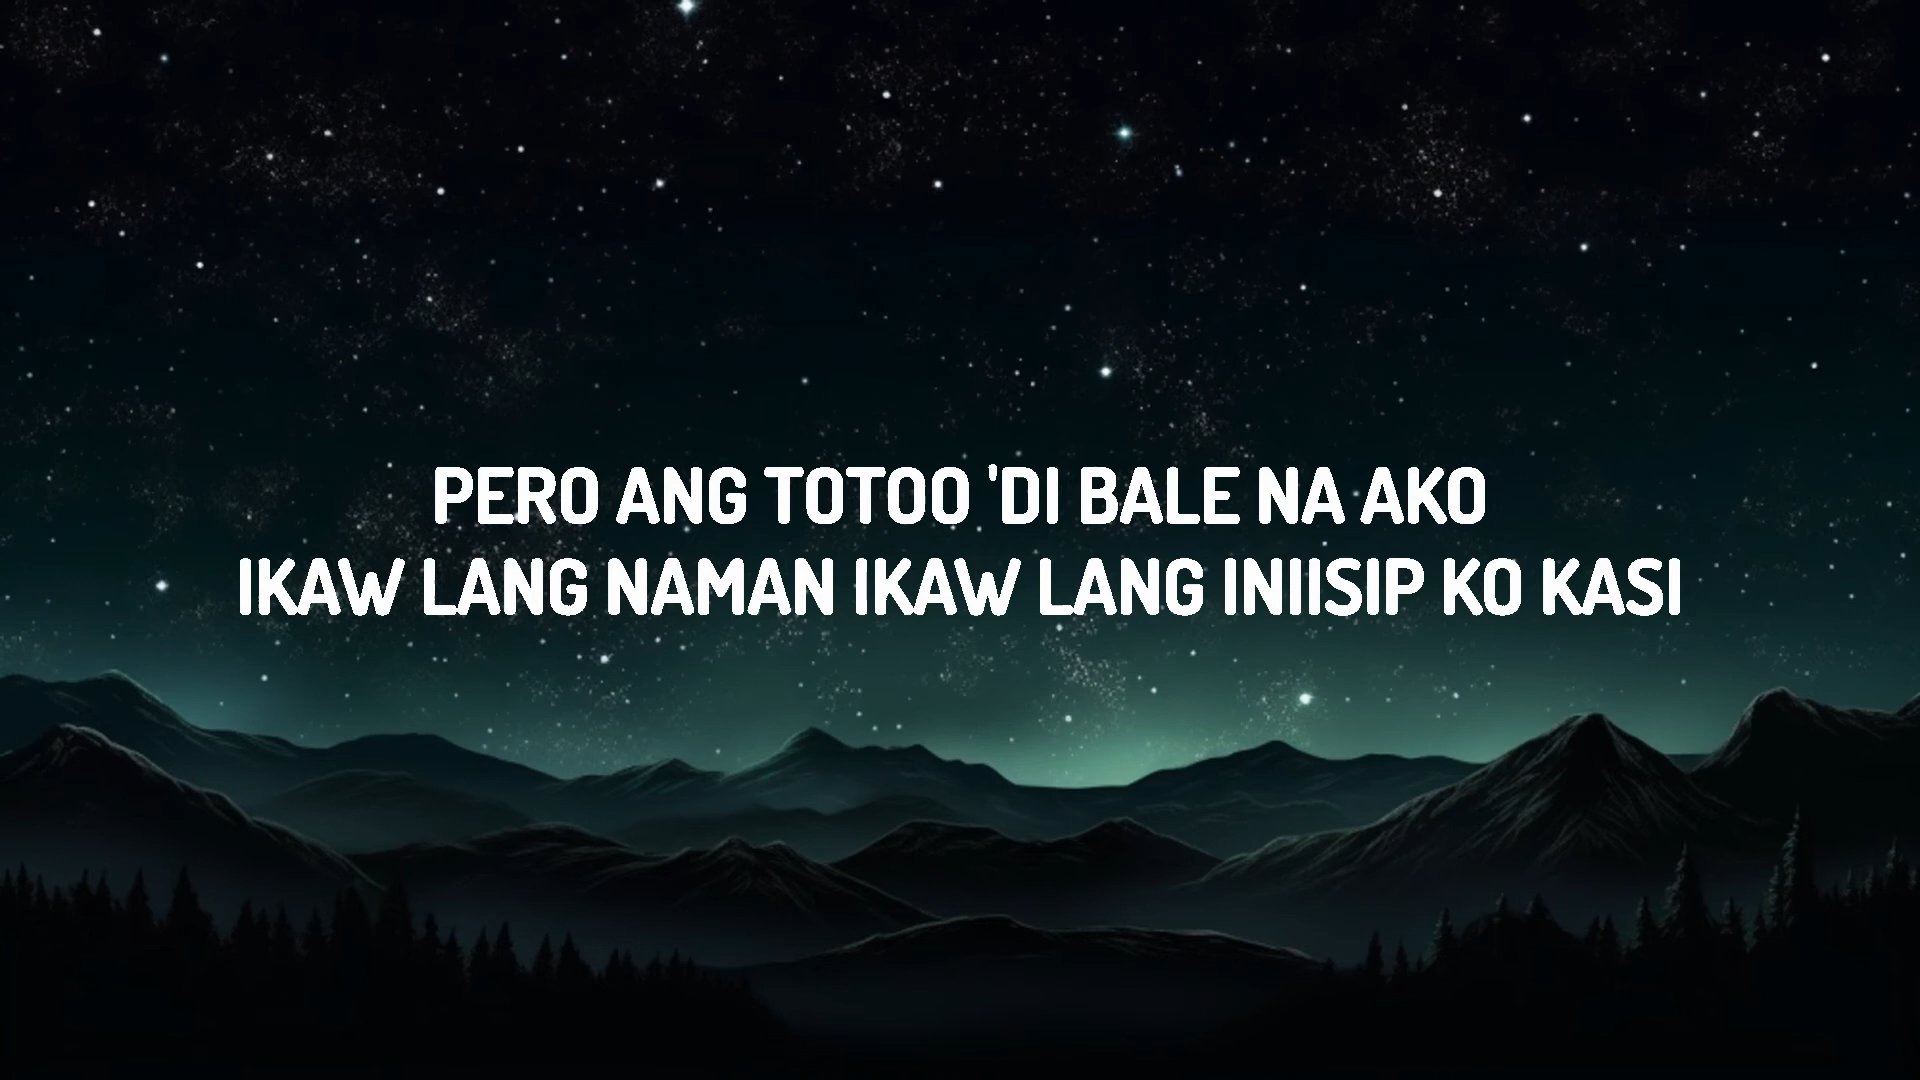 PERO ANG TOTOO 'DI BALE NA AKO
IKAW LANG NAMAN IKAW LANG INIISIP KO KASI